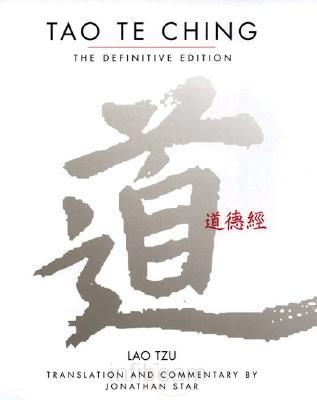 TAO TE CHING
THE DEFINITIVE EDITION
道
道德經
LAO TZU
TRANSLATION AND COMMENTARY BY
JONATHAN STAR